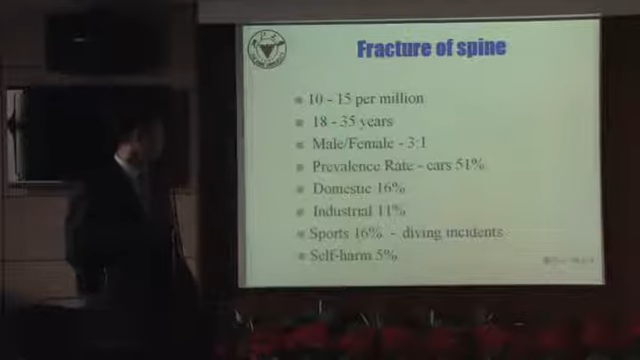 Fracture of spine
10 - 15 per million
18 - 35 years
Male/Female - 3:1
Prevalence Rate - cars 51%
Domestic 16%
Industrial 11%
Sports 16% - diving incidents
Self-harm 5%